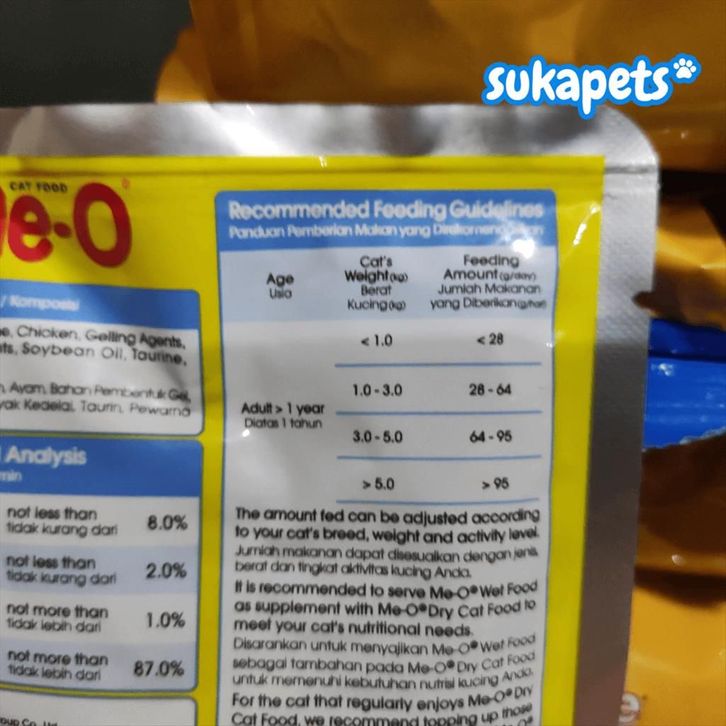 sukapets
CAT FOOD
e-O
Recommended Feeding Guidelines
Panduan Pemberian Makan yang
Age
Usia
Cat's
Weight(kg)
Berat
Kucing(kg)
Feeding
Amount(g/day)
Jumlah Makanan
yang Diberikan(g/hari)
Adult > 1 year
Diatas 1 tahun
< 1.0 < 28
1.0 - 3.0 28 - 64
3.0 - 5.0 64 - 95
> 5.0 > 95
The amount fed can be adjusted according
to your cat's breed, weight and activity level.
Jumlah makanan dapat disesuaikan dengan jenis,
berat dan tingkat aktivitas kucing Anda.
It is recommended to serve Me-O® Wet Food
as supplement with Me-O® Dry Cat Food to
meet your cat's nutritional needs.
Disarankan untuk menyajikan Me-O® Wet Food
sebagai tambahan pada Me-O® Dry Cat Food
untuk memenuhi kebutuhan nutrisi kucing Anda.
For the cat that regularly enjoys Me-O® Dry
Cat Food, we recommend topping up those
/ Komposisi
Chicken, Gelling Agents,
Soybean Oil, Taurine,
Ayam, Bahan Pembentuk Gel,
Kedelai, Taurin, Pewarna
Analysis
not less than
tidak kurang dari 8.0%
not less than
tidak kurang dari 2.0%
not more than
tidak lebih dari 1.0%
not more than
tidak lebih dari 87.0%